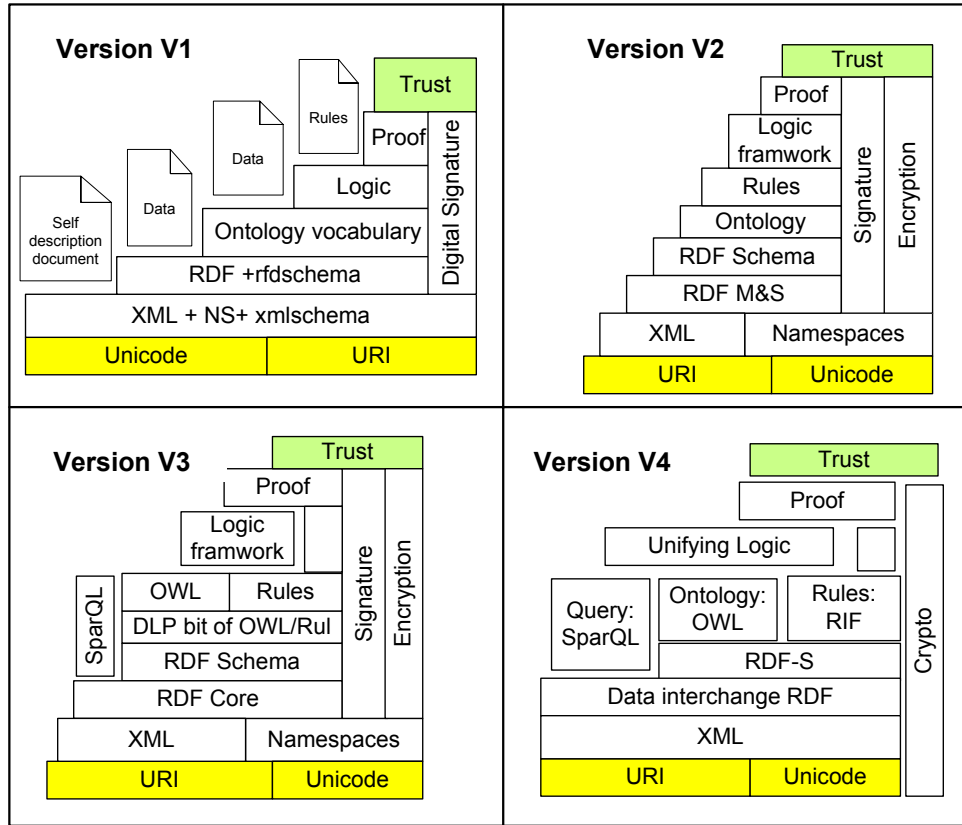 Version V1
Trust
Rules
Proof
Data
Logic
Data
Digital Signature
Self
description
document
Ontology vocabulary
RDF +rfdschema
XML + NS+ xmlschema
Unicode
URI
Version V2
Trust
Proof
Logic
framwork
Rules
Ontology
RDF Schema
RDF M&S
Signature
Encryption
XML
Namespaces
URI
Unicode
Version V3
Trust
Proof
Logic
framwork
OWL
Rules
SparQL
DLP bit of OWL/Rul
RDF Schema
RDF Core
Signature
Encryption
XML
Namespaces
URI
Unicode
Version V4
Trust
Proof
Unifying Logic
Query:
SparQL
Ontology:
OWL
Rules:
RIF
RDF-S
Crypto
Data interchange RDF
XML
URI
Unicode